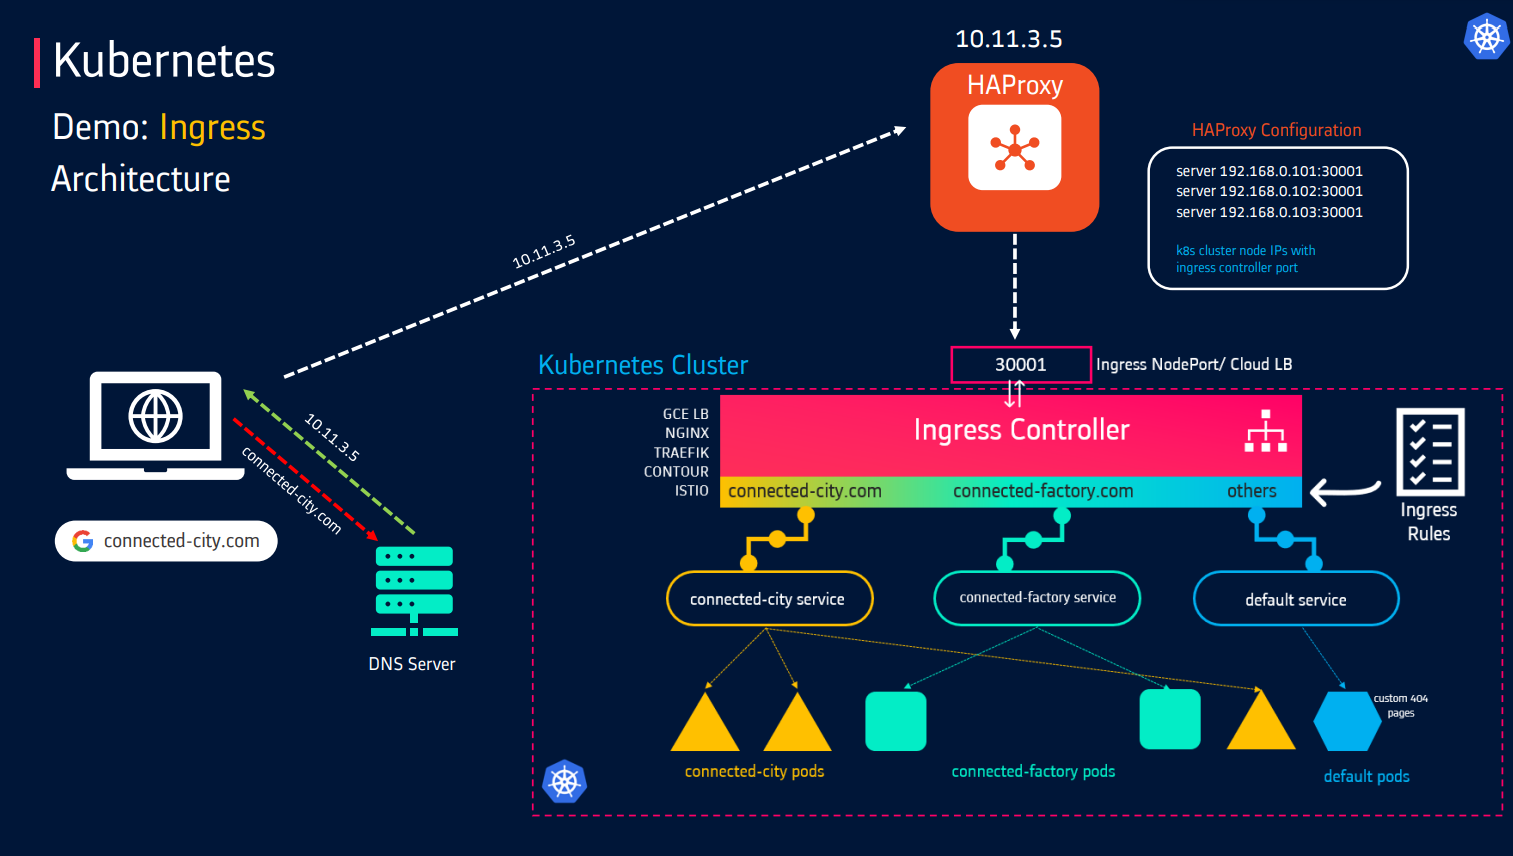 Kubernetes
Demo: Ingress
Architecture
10.11.3.5
HAProxy
HAProxy Configuration
server 192.168.0.101:30001
server 192.168.0.102:30001
server 192.168.0.103:30001
k8s cluster node IPs with
ingress controller port
10.11.3.5
10.11.3.5
connected-city.com
connected-city.com
DNS Server
Kubernetes Cluster
30001
Ingress NodePort/ Cloud LB
GCE LB
NGINX
TRAEFIK
CONTOUR
ISTIO
Ingress Controller
connected-city.com
connected-factory.com
others
Ingress
Rules
connected-city service
connected-factory service
default service
custom 404
pages
connected-city pods
connected-factory pods
default pods